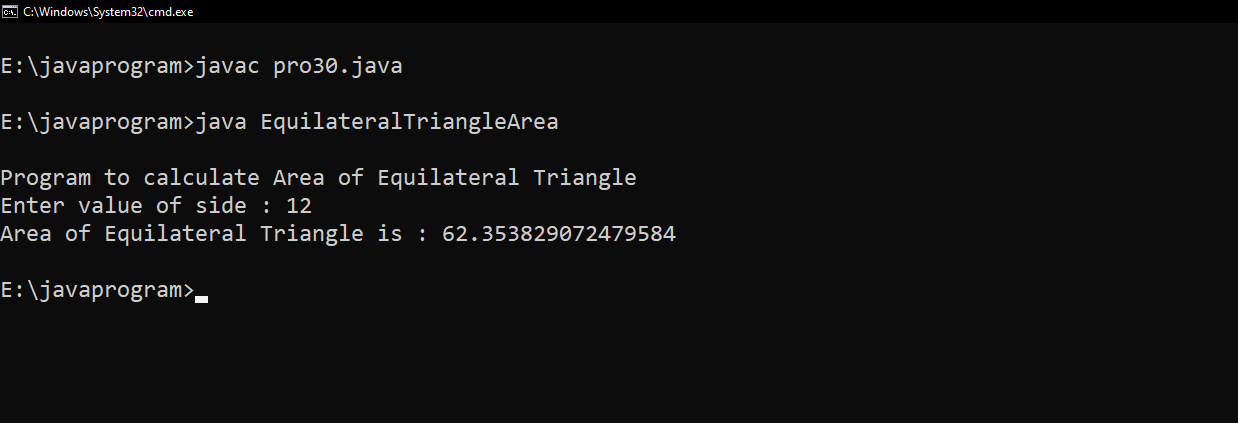 C:\Windows\System32\cmd.exe
E:\javaprogram>javac pro30.java
E:\javaprogram>java EquilateralTriangleArea
Program to calculate Area of Equilateral Triangle
Enter value of side : 12
Area of Equilateral Triangle is : 62.353829072479584
E:\javaprogram>